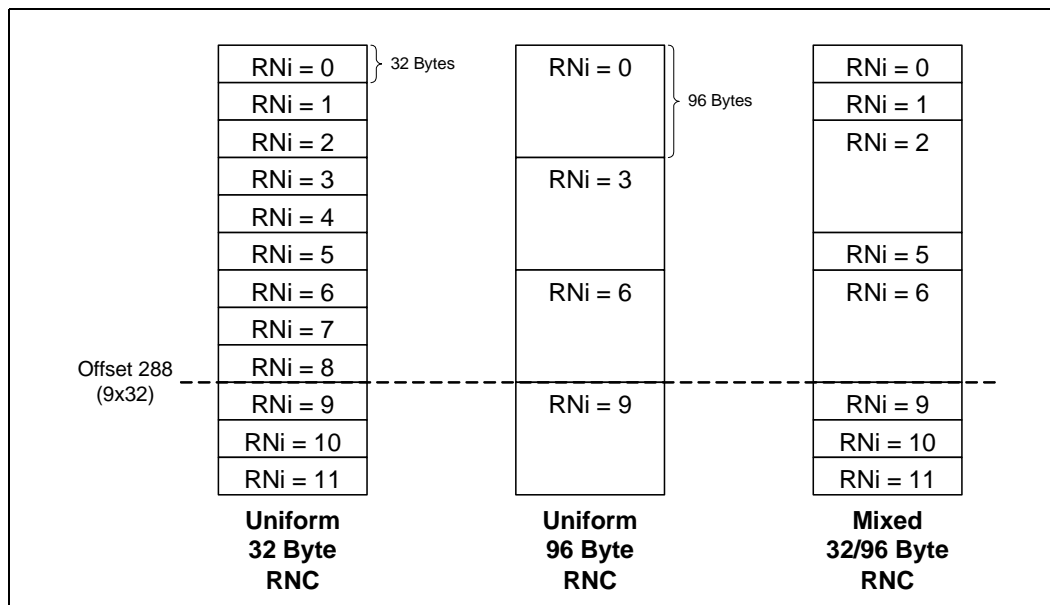 RNi = 0
RNi = 1
RNi = 2
RNi = 3
RNi = 4
RNi = 5
RNi = 6
RNi = 7
RNi = 8
RNi = 9
RNi = 10
RNi = 11
32 Bytes
Offset 288
(9x32)
Uniform
32 Byte
RNC
RNi = 0
RNi = 3
RNi = 6
RNi = 9
96 Bytes
Uniform
96 Byte
RNC
RNi = 0
RNi = 1
RNi = 2
RNi = 5
RNi = 6
RNi = 9
RNi = 10
RNi = 11
Mixed
32/96 Byte
RNC